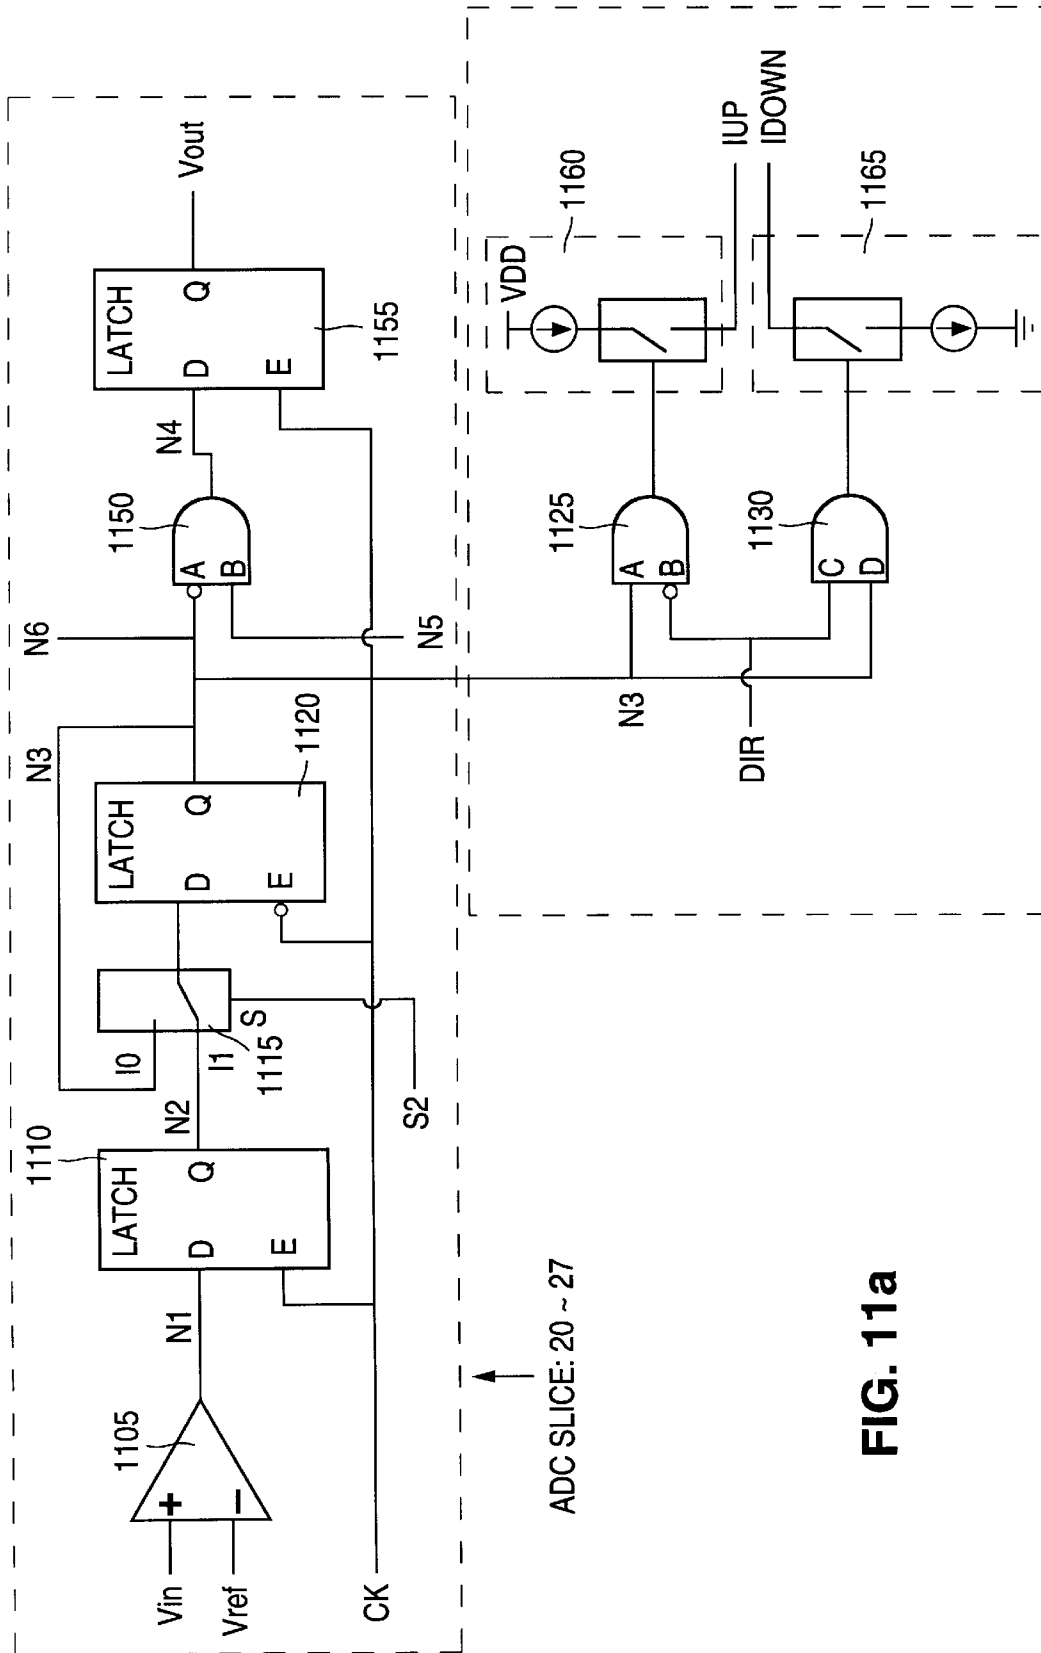 Vin
Vref
CK
+
−
1105
N1
1110
LATCH
D
Q
E
N2
I0
I1
S
1115
S2
N3
LATCH
D
Q
E
1120
N6
N5
A
B
1150
N4
LATCH
D
Q
E
1155
Vout
ADC SLICE: 20 ~ 27
DIR
N3
A
B
1125
C
D
1130
VDD
1160
IUP
IDOWN
1165
FIG. 11a